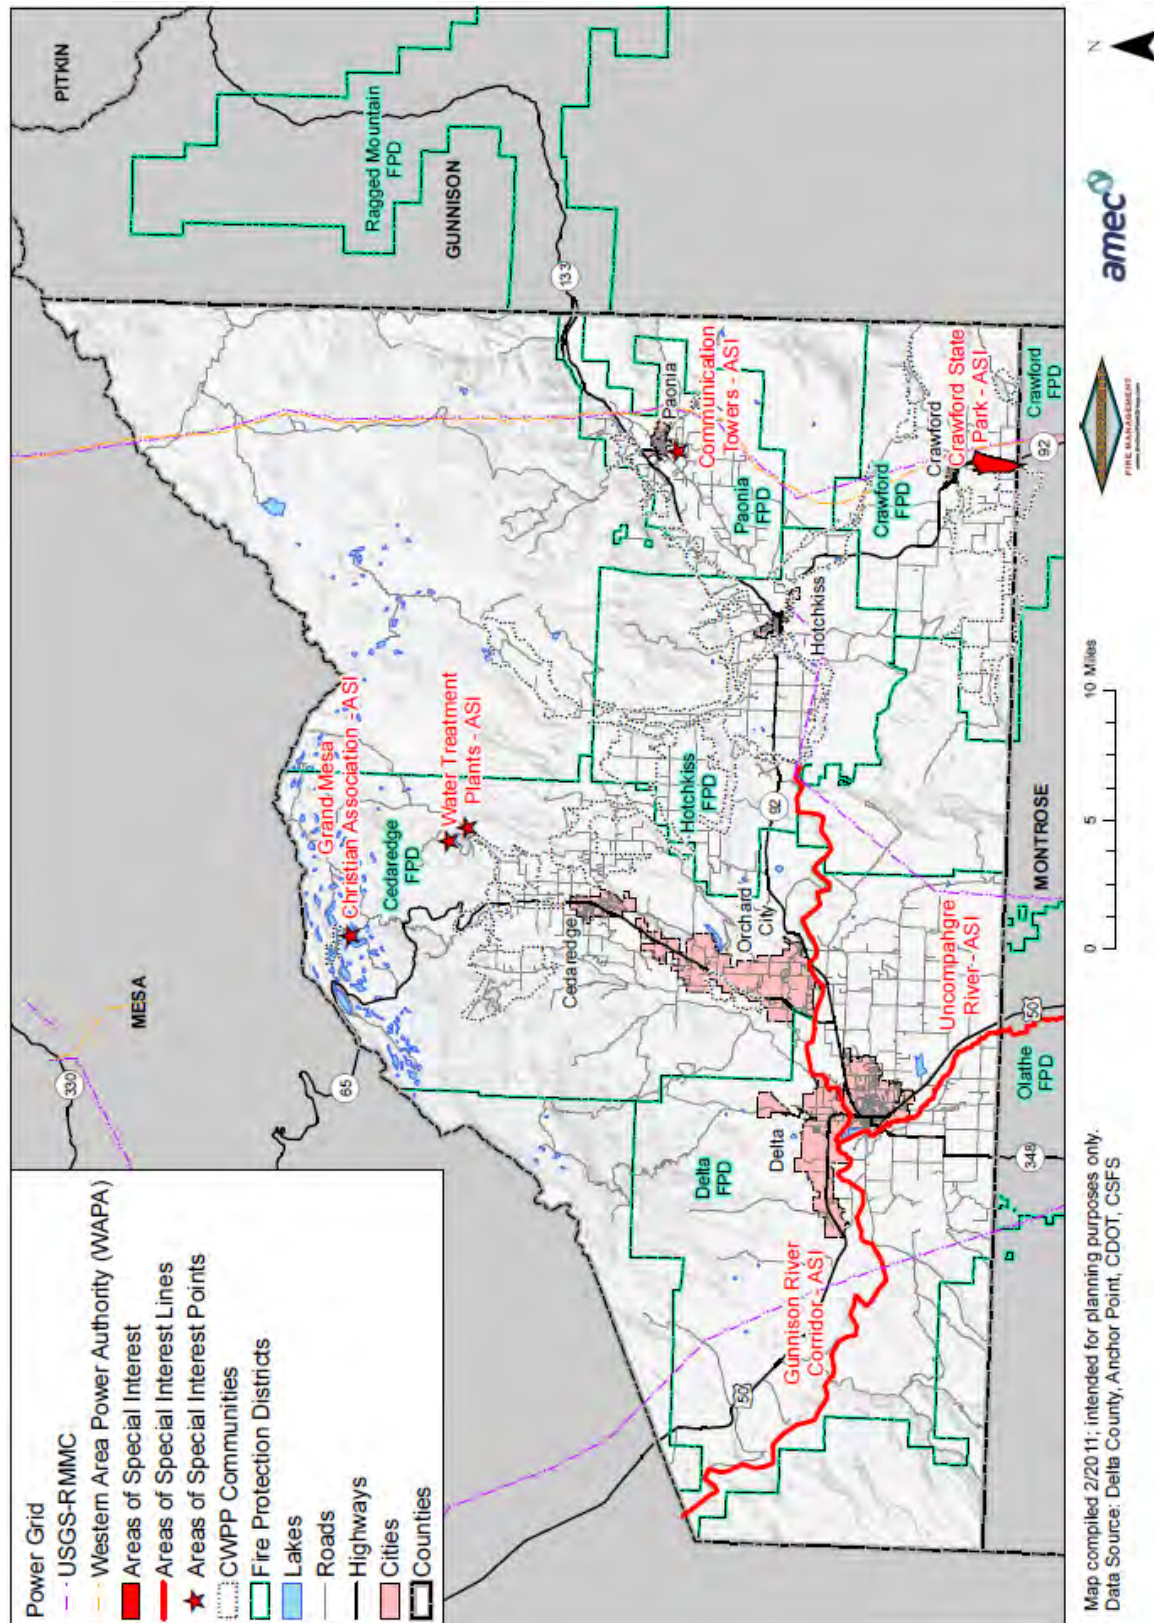 Power Grid
USGS-RMMC
Western Area Power Authority (WAPA)
Areas of Special Interest
Areas of Special Interest Lines
Areas of Special Interest Points
CWPP Communities
Fire Protection Districts
Lakes
Roads
Highways
Cities
Counties
PITKIN
Ragged Mountain
FPD
GUNNISON
133
MESA
330
65
Grand Mesa
Christian Association -ASI
Cedaredge
FPD
Water Treatment
Plants - ASI
Cedaredge
Orchard
City
Hotchkiss
FPD
92
Hotchkiss
Paonia
Communication
Towers - ASI
Paonia
FPD
Crawford
FPD
Crawford
Crawford State
Park - ASI
Crawford
FPD
92
Delta
FPD
Delta
Gunnison River
Corridor - ASI
50
Uncompahgre
River - ASI
50
Olathe
FPD
348
MONTROSE
0
5
10 Miles
Map compiled 2/2011; intended for planning purposes only.
Data Source: Delta County, Anchor Point, CDOT, CSFS
FIRE MANAGEMENT
amec
N